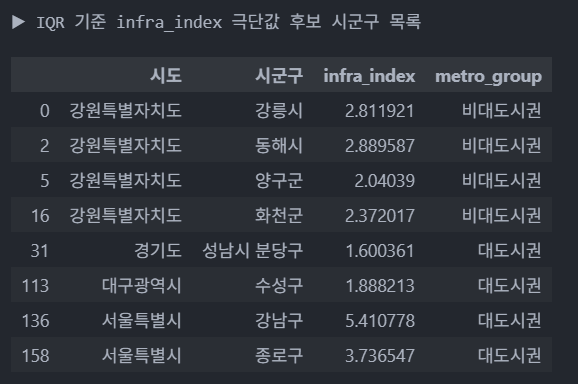 ▶ IQR 기준 infra_index 극단값 후보 시군구 목록
시도 시군구 infra_index metro_group
0 강원특별자치도 강릉시 2.811921 비대도시권
2 강원특별자치도 동해시 2.889587 비대도시권
5 강원특별자치도 양구군 2.04039 비대도시권
16 강원특별자치도 화천군 2.372017 비대도시권
31 경기도 성남시 분당구 1.600361 대도시권
113 대구광역시 수성구 1.888213 대도시권
136 서울특별시 강남구 5.410778 대도시권
158 서울특별시 종로구 3.736547 대도시권